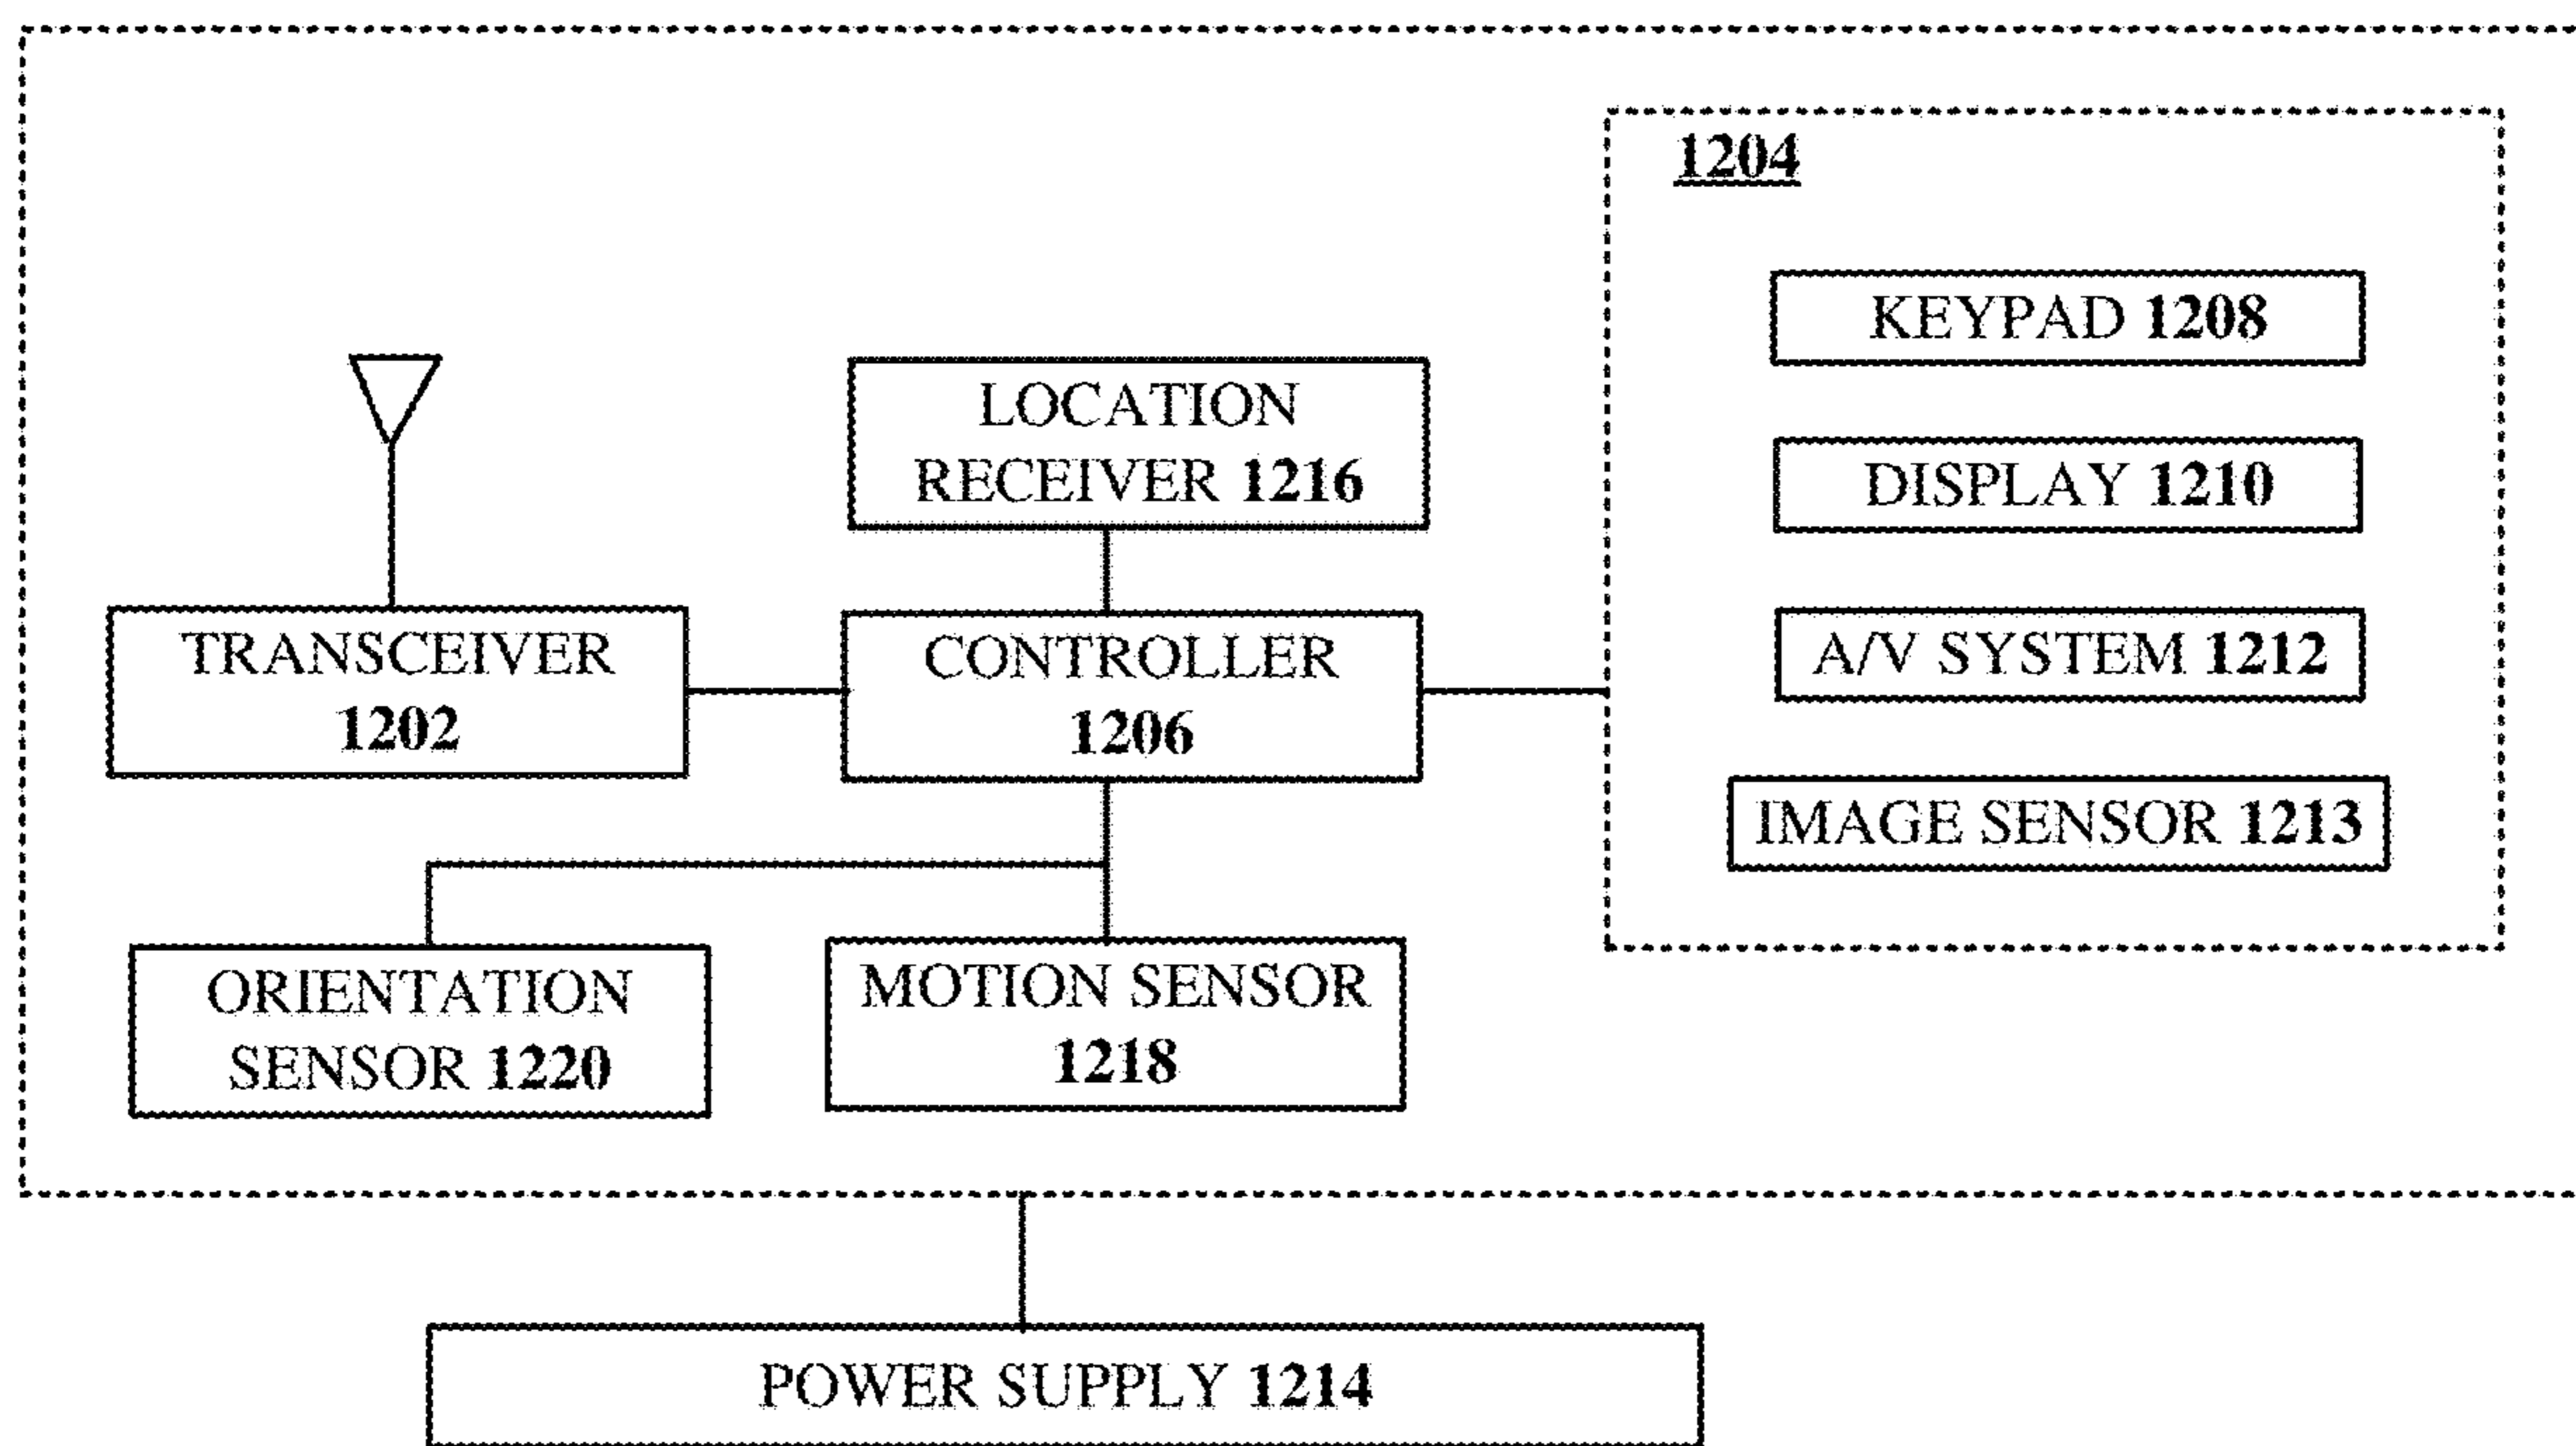 1204
KEYPAD 1208
LOCATION
RECEIVER 1216
DISPLAY 1210
TRANSCEIVER
1202
CONTROLLER
1206
A/V SYSTEM 1212
IMAGE SENSOR 1213
ORIENTATION
SENSOR 1220
MOTION SENSOR
1218
POWER SUPPLY 1214